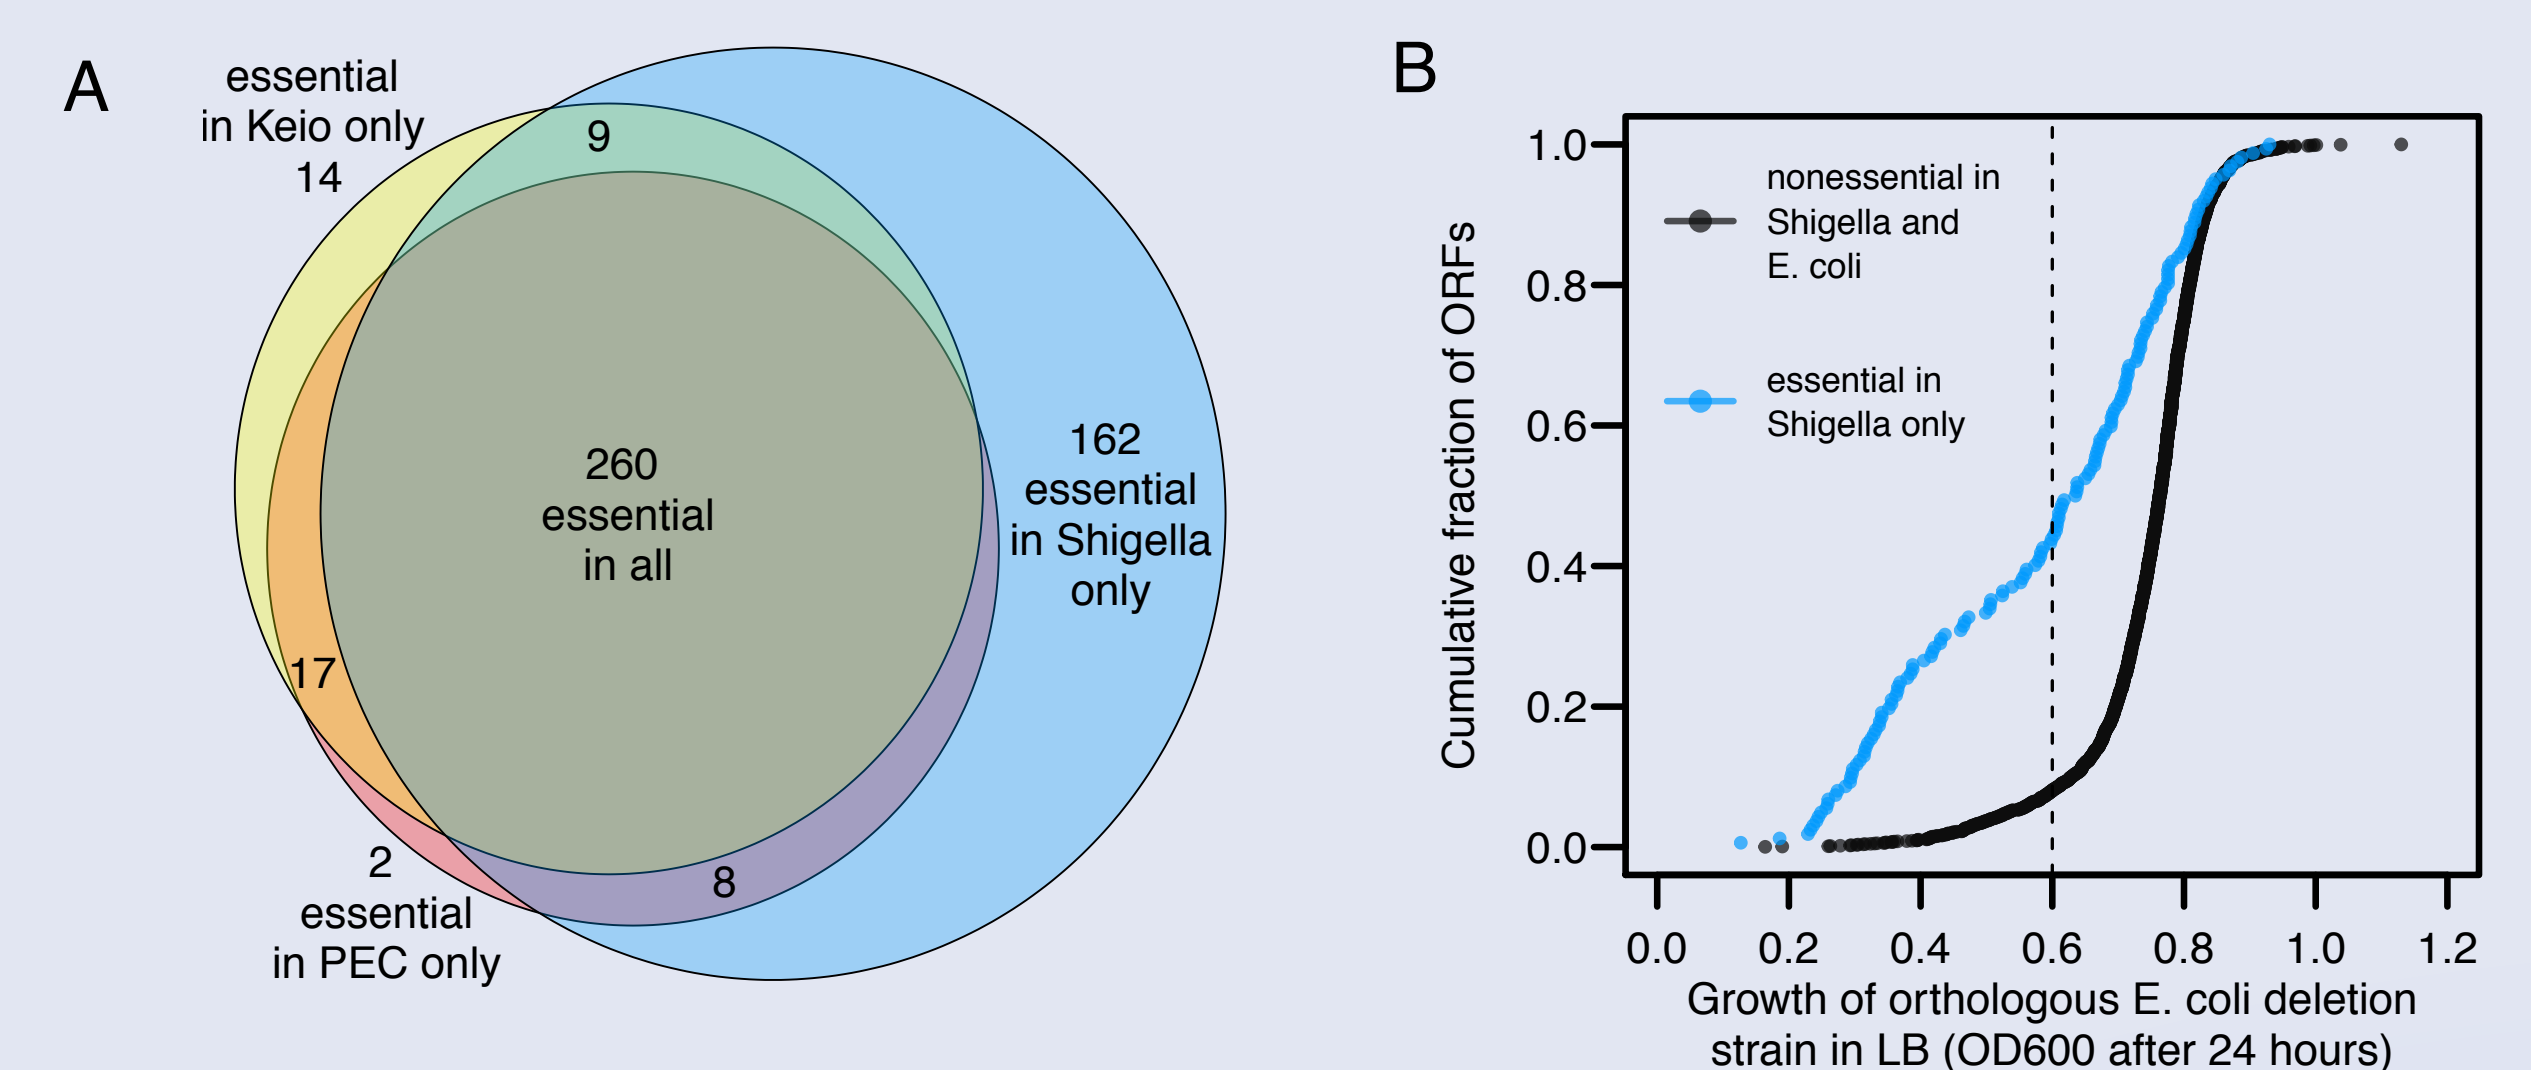 A
essential
in Keio only
14
9
260
essential
in all
162
essential
in Shigella
only
17
2
essential
in PEC only
8
B
nonessential in
Shigella and
E. coli
essential in
Shigella only
Cumulative fraction of ORFs
1.0
0.8
0.6
0.4
0.2
0.0
0.0 0.2 0.4 0.6 0.8 1.0 1.2
Growth of orthologous E. coli deletion
strain in LB (OD600 after 24 hours)